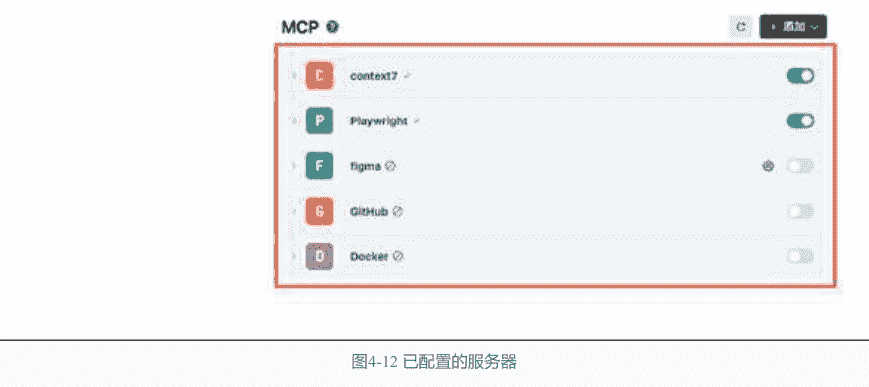 MCP
添加
C context7
P Playwright
F figma
G GitHub
D Docker
图4-12 已配置的服务器